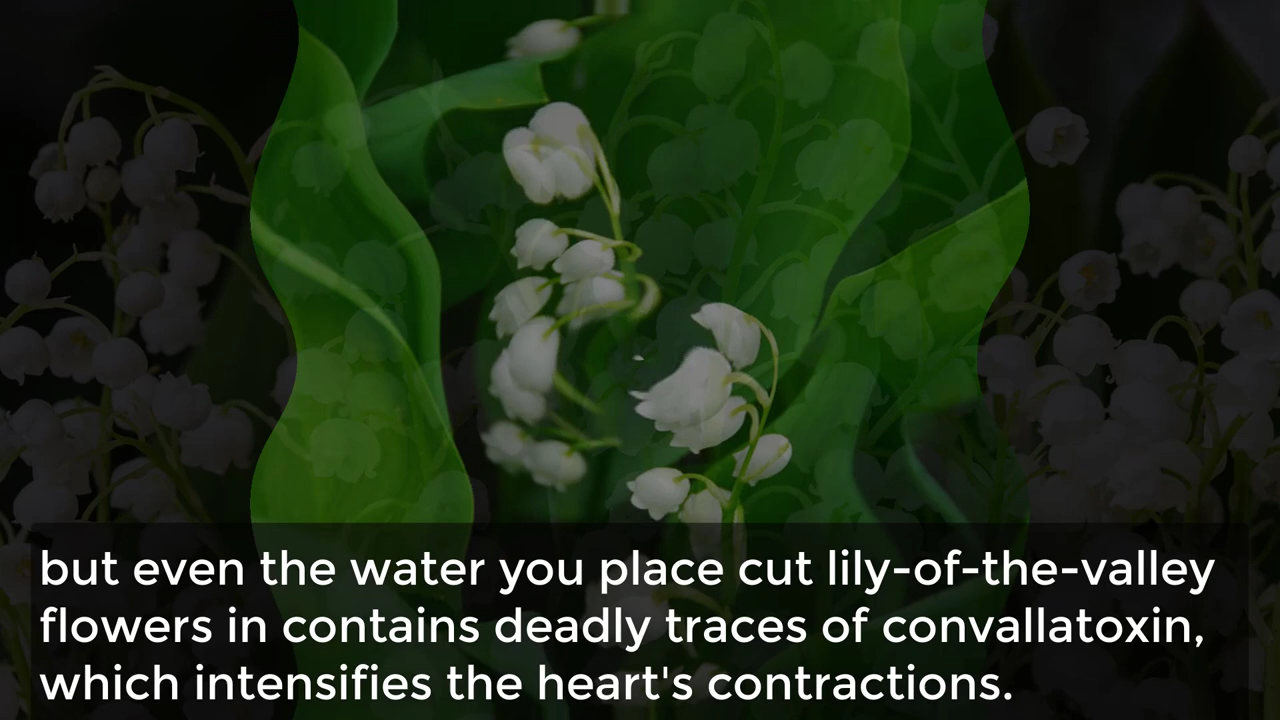 but even the water you place cut lily-of-the-valley
flowers in contains deadly traces of convallatoxin,
which intensifies the heart's contractions.